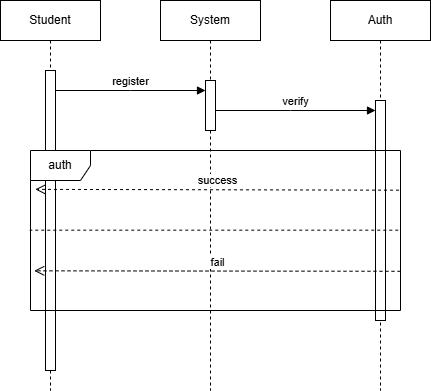 Student
System
Auth
register
verify
auth
success
fail